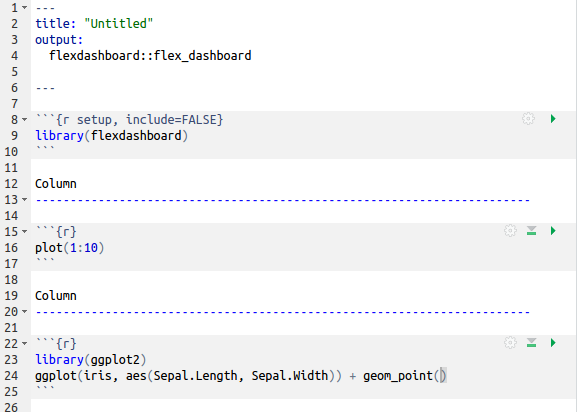 1 ---
2 title: "Untitled"
3 output:
4   flexdashboard::flex_dashboard
5
6 ---
7
8 ```{r setup, include=FALSE}
9 library(flexdashboard)
10 ```
11
12 Column
13 -----------------------------------------------------------------------
14
15 ```{r}
16 plot(1:10)
17 ```
18
19 Column
20 -----------------------------------------------------------------------
21
22 ```{r}
23 library(ggplot2)
24 ggplot(iris, aes(Sepal.Length, Sepal.Width)) + geom_point()
25 ```
26